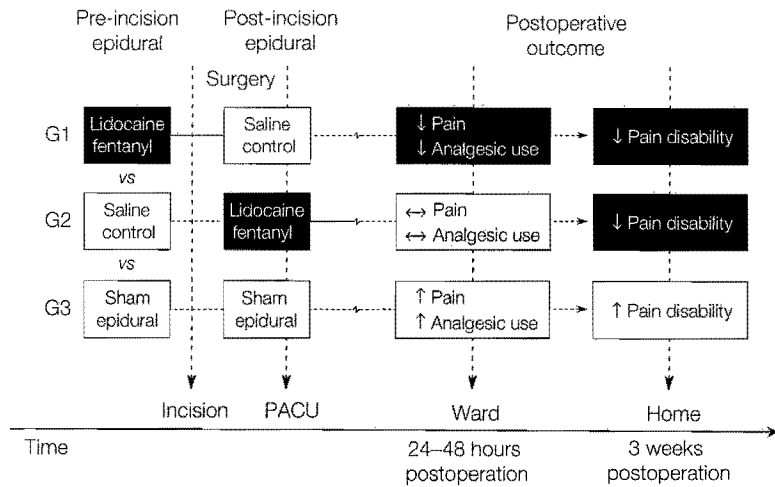 Pre-incision
epidural
Post-incision
epidural
Postoperative
outcome
Surgery
G1
Lidocaine
fentanyl
Saline
control
↓ Pain
↓ Analgesic use
↓ Pain disability
vs
G2
Saline
control
Lidocaine
fentanyl
↔ Pain
↔ Analgesic use
↓ Pain disability
vs
G3
Sham
epidural
Sham
epidural
↑ Pain
↑ Analgesic use
↑ Pain disability
Incision
PACU
Ward
Home
Time
24–48 hours
postoperation
3 weeks
postoperation